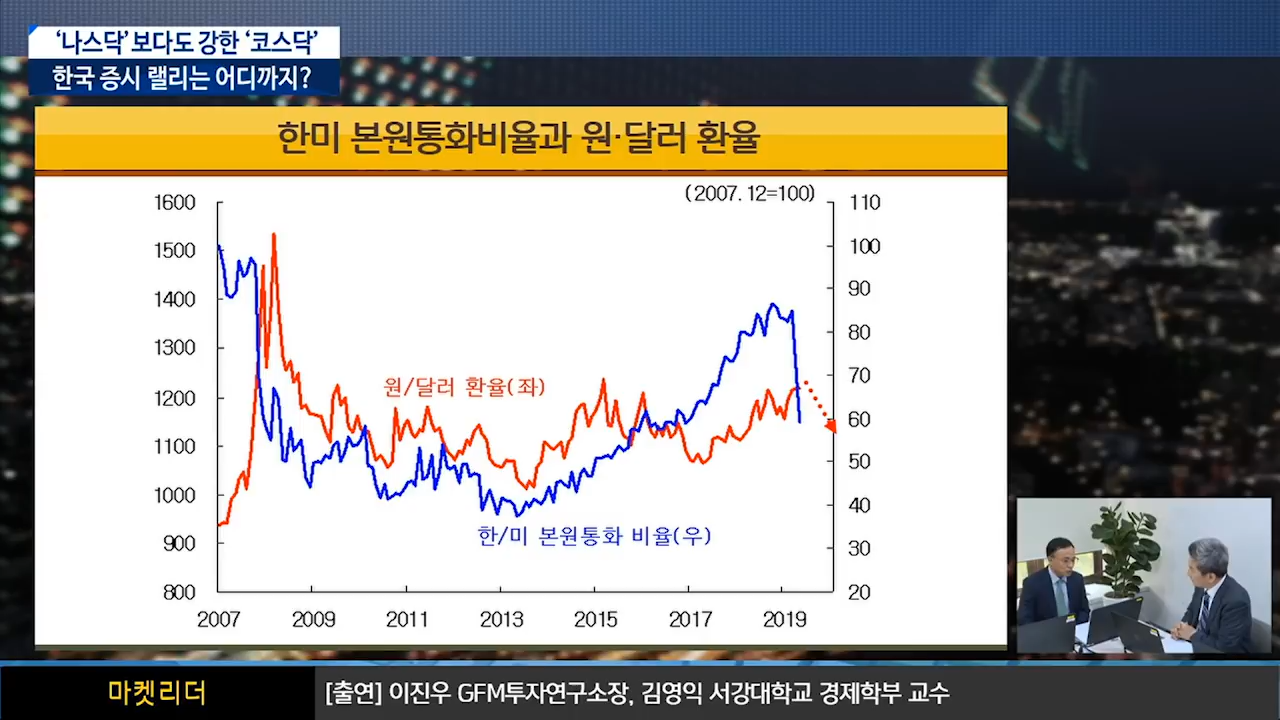 ‘나스닥’보다도 강한 ‘코스닥’
한국 증시 랠리는 어디까지?
한미 본원통화비율과 원·달러 환율
(2007.12=100)
1600
1500
1400
1300
1200
1100
1000
900
800
110
100
90
80
70
60
50
40
30
20
원/달러 환율(좌)
한/미 본원통화 비율(우)
2007 2009 2011 2013 2015 2017 2019
마켓리더
[출연] 이진우 GFM투자연구소장, 김영익 서강대학교 경제학부 교수